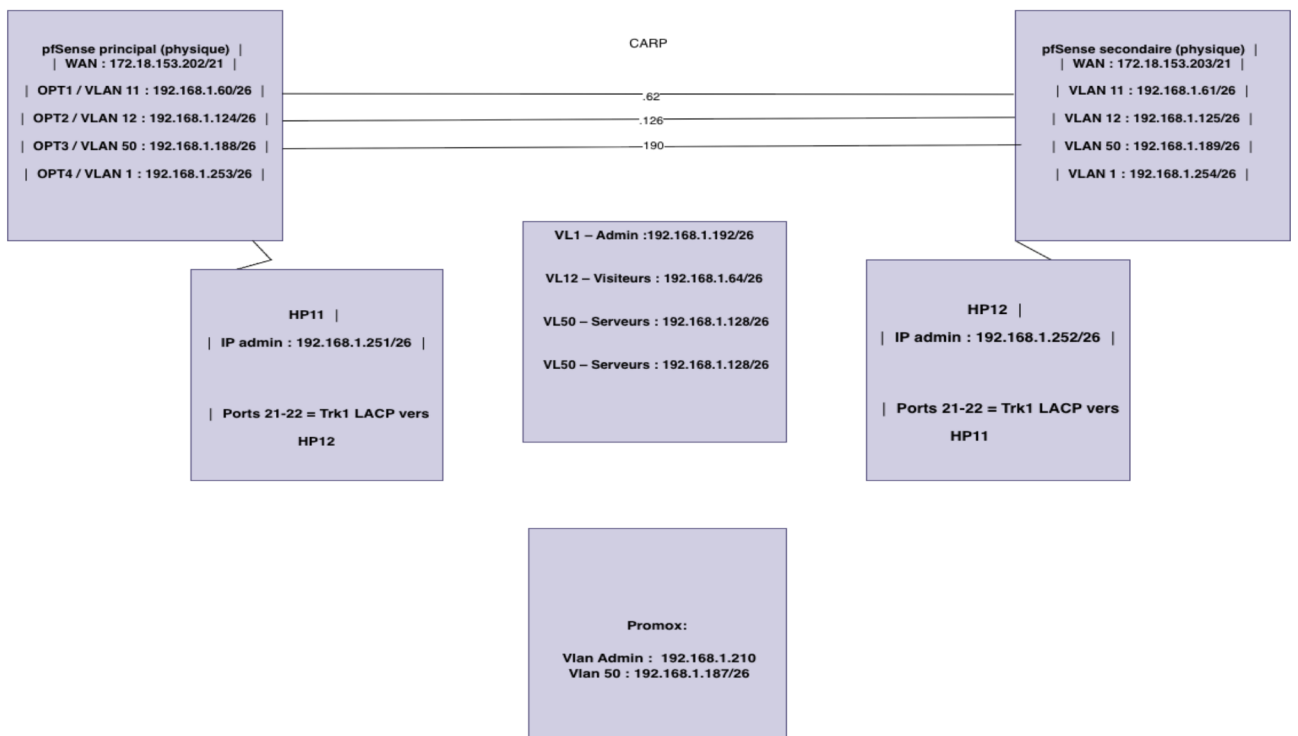 pfSense principal (physique) |
| WAN : 172.18.153.202/21 |
| OPT1 / VLAN 11 : 192.168.1.60/26 |
| OPT2 / VLAN 12 : 192.168.1.124/26 |
| OPT3 / VLAN 50 : 192.168.1.188/26 |
| OPT4 / VLAN 1 : 192.168.1.253/26 |
CARP
.62
.126
190
pfSense secondaire (physique) |
| WAN : 172.18.153.203/21 |
| VLAN 11 : 192.168.1.61/26 |
| VLAN 12 : 192.168.1.125/26 |
| VLAN 50 : 192.168.1.189/26 |
| VLAN 1 : 192.168.1.254/26 |
VL1 – Admin :192.168.1.192/26
VL12 – Visiteurs : 192.168.1.64/26
VL50 – Serveurs : 192.168.1.128/26
VL50 – Serveurs : 192.168.1.128/26
HP11 |
| IP admin : 192.168.1.251/26 |
| Ports 21-22 = Trk1 LACP vers
HP12
HP12 |
| IP admin : 192.168.1.252/26 |
| Ports 21-22 = Trk1 LACP vers
HP11
Promox:
Vlan Admin : 192.168.1.210
Vlan 50 : 192.168.1.187/26